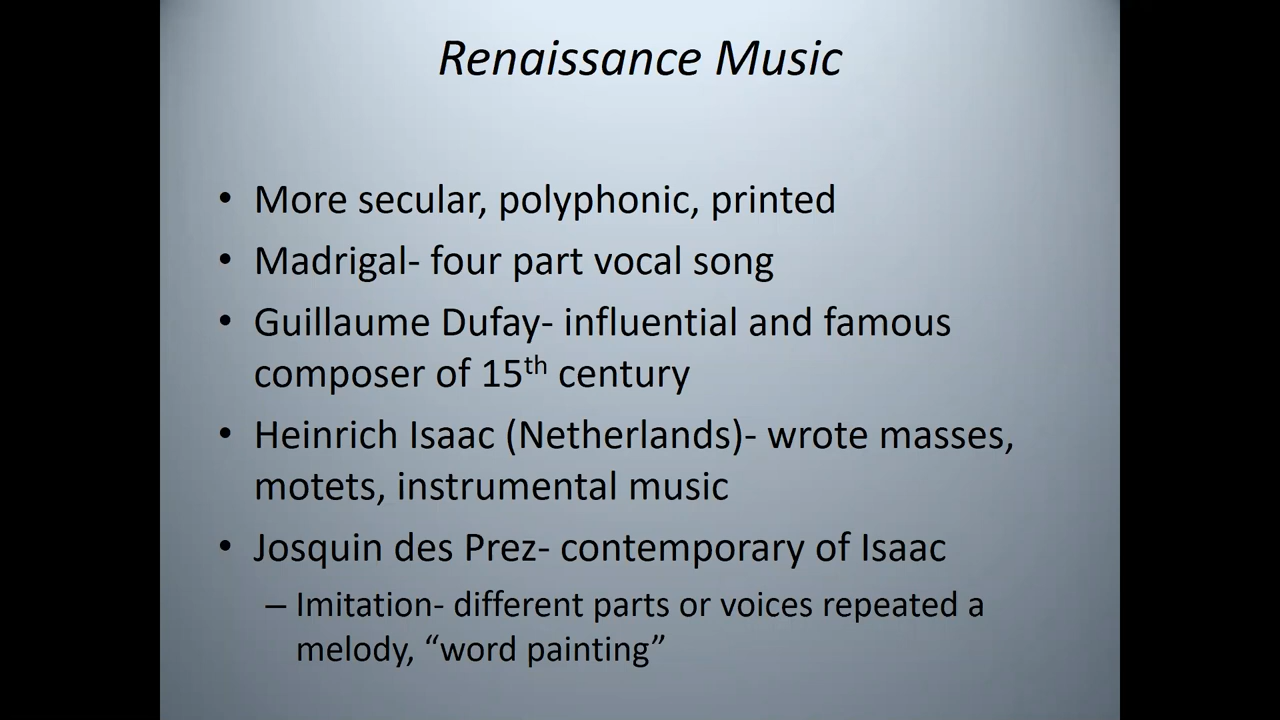 Renaissance Music
• More secular, polyphonic, printed
• Madrigal- four part vocal song
• Guillaume Dufay- influential and famous
composer of 15th century
• Heinrich Isaac (Netherlands)- wrote masses,
motets, instrumental music
• Josquin des Prez- contemporary of Isaac
– Imitation- different parts or voices repeated a
melody, “word painting”